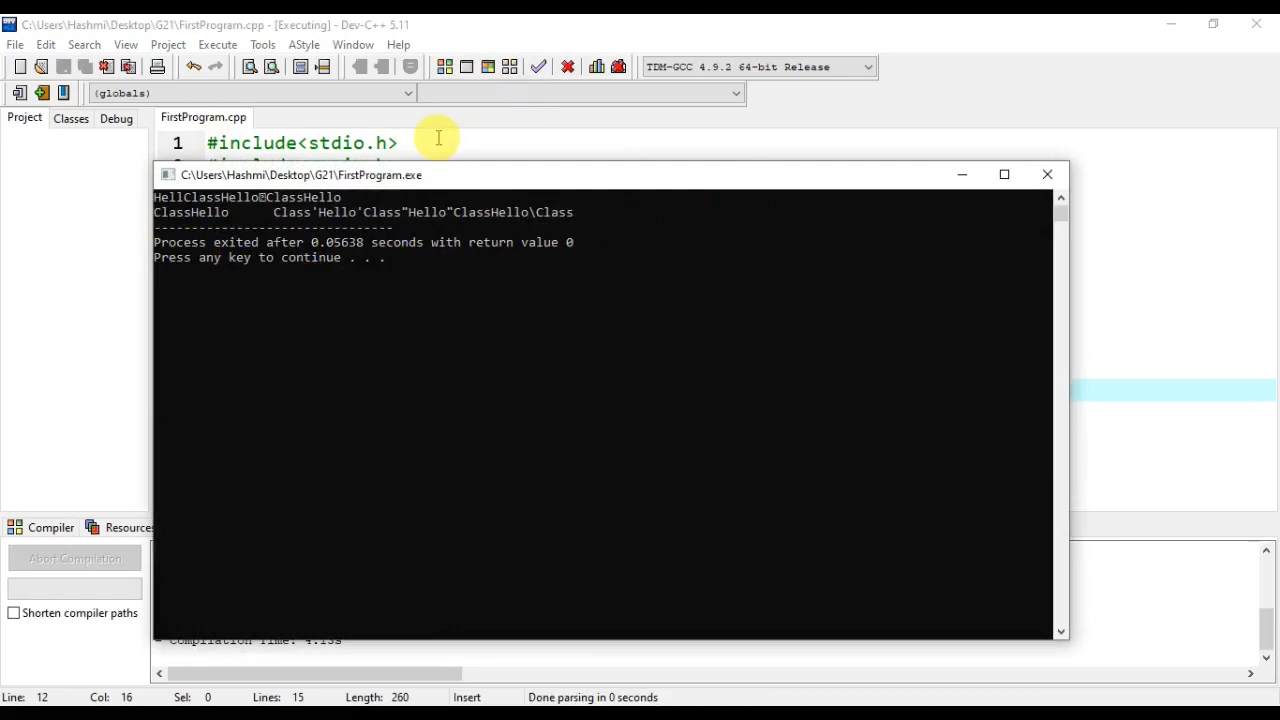 C:\Users\Hashmi\Desktop\G21\FirstProgram.cpp - [Executing] - Dev-C++ 5.11
File Edit Search View Project Execute Tools AStyle Window Help
TDM-GCC 4.9.2 64-bit Release
(globals)
Project Classes Debug FirstProgram.cpp
1 #include<stdio.h>
C:\Users\Hashmi\Desktop\G21\FirstProgram.exe
HellClassHello⍰ClassHello
ClassHello      Class'Hello'Class"Hello"ClassHello\Class
--------------------------------
Process exited after 0.05638 seconds with return value 0
Press any key to continue . . .
Compiler Resources
Abort Compilation
Shorten compiler paths
- Compilation Time: 4.13s
Line: 12 Col: 16 Sel: 0 Lines: 15 Length: 260 Insert Done parsing in 0 seconds